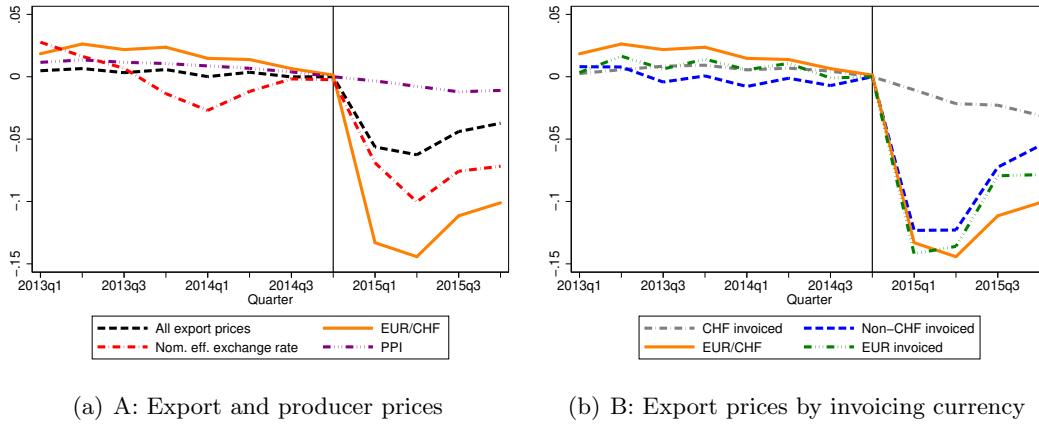 .05
0
-.05
-.1
-.15
2013q1 2013q3 2014q1 2014q3 2015q1 2015q3
Quarter
All export prices EUR/CHF
Nom. eff. exchange rate PPI
(a) A: Export and producer prices
.05
0
-.05
-.1
-.15
2013q1 2013q3 2014q1 2014q3 2015q1 2015q3
Quarter
CHF invoiced Non-CHF invoiced
EUR/CHF EUR invoiced
(b) B: Export prices by invoicing currency